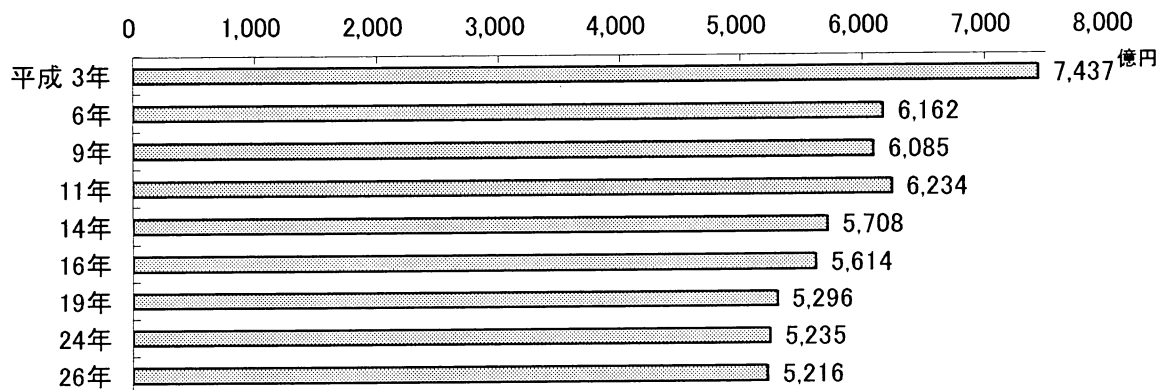 0 1,000 2,000 3,000 4,000 5,000 6,000 7,000 8,000
億円
平成 3年 7,437
6年 6,162
9年 6,085
11年 6,234
14年 5,708
16年 5,614
19年 5,296
24年 5,235
26年 5,216